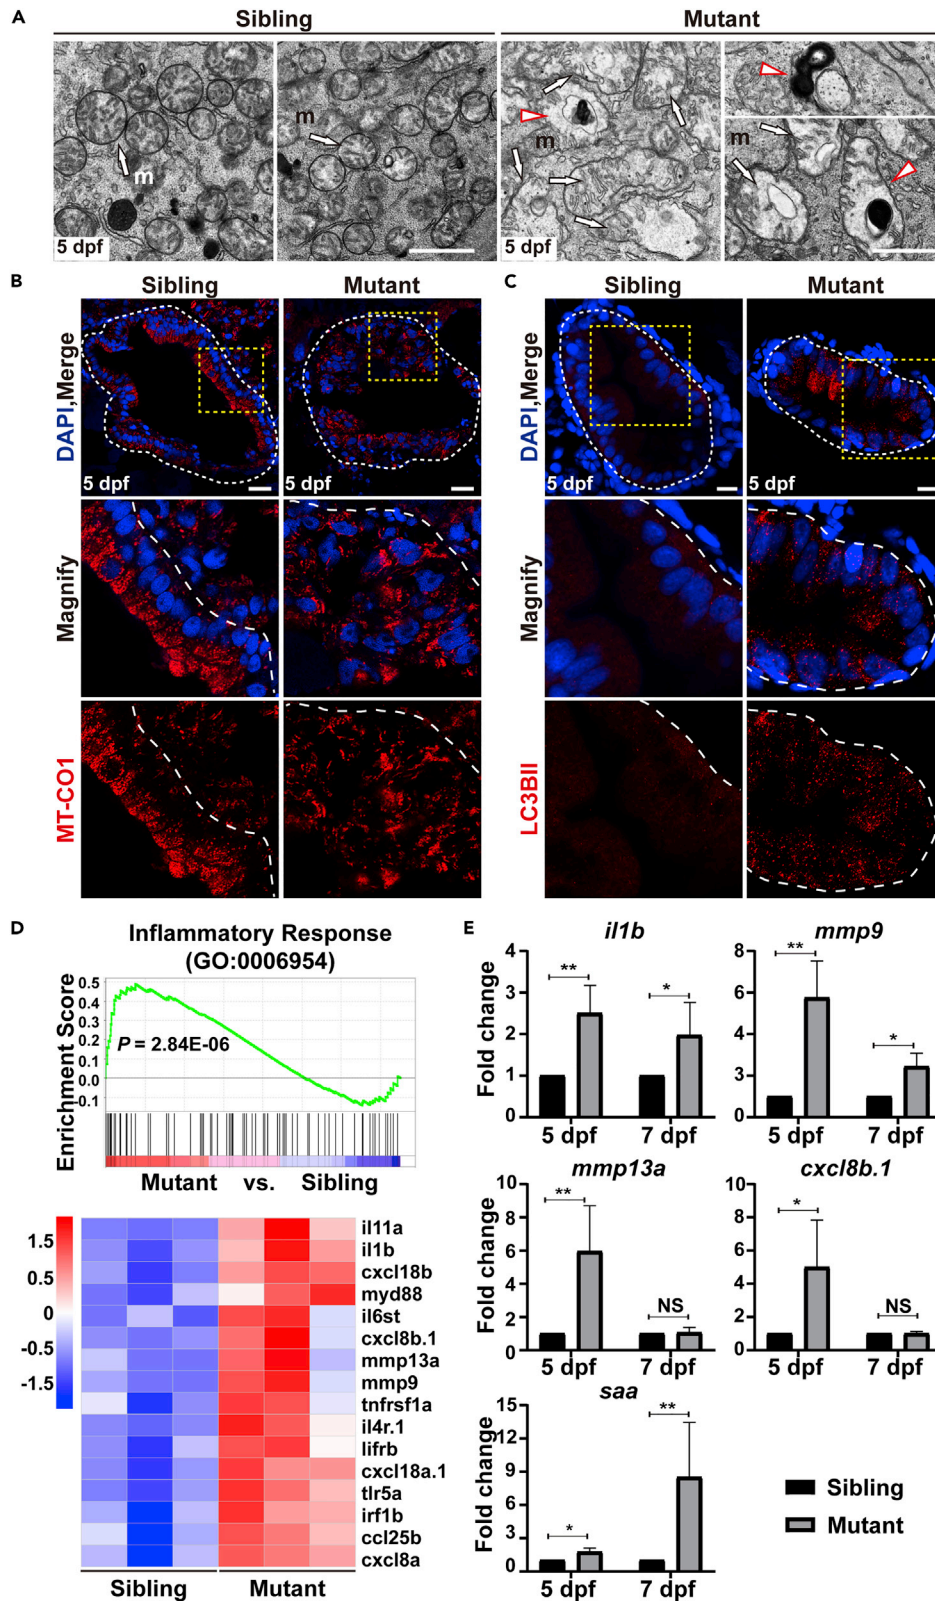 A
Sibling
Mutant
m
m
m
m
5 dpf
5 dpf
B
Sibling
Mutant
C
Sibling
Mutant
DAPI,Merge
5 dpf
5 dpf
DAPI,Merge
5 dpf
5 dpf
Magnify
Magnify
MT-CO1
LC3BII
D
Inflammatory Response
(GO:0006954)
Enrichment Score
0.5
0.4
0.3
0.2
0.1
0.0
-0.1
P = 2.84E-06
Mutant vs. Sibling
1.5
0.5
0
-0.5
-1.5
il11a
il1b
cxcl18b
myd88
il6st
cxcl8b.1
mmp13a
mmp9
tnfrsf1a
il4r.1
lifrb
cxcl18a.1
tlr5a
irf1b
ccl25b
cxcl8a
Sibling
Mutant
E
il1b
Fold change
4
3
2
1
0
**
*
5 dpf
7 dpf
mmp9
8
6
3
0
**
*
5 dpf
7 dpf
mmp13a
Fold change
10
8
6
4
2
0
**
NS
5 dpf
7 dpf
cxcl8b.1
10
8
6
4
2
0
*
NS
5 dpf
7 dpf
saa
Fold change
15
12
9
6
3
0
*
**
5 dpf
7 dpf
Sibling
Mutant